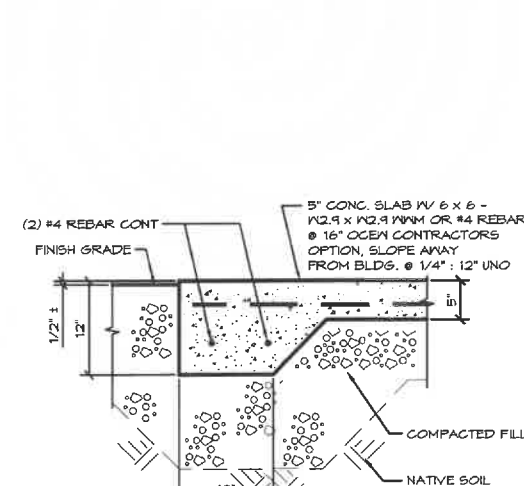 5" CONC. SLAB W/ 6 x 6 -
W2.9 x W2.9 WWM OR #4 REBAR
@ 16" OCEW CONTRACTORS
OPTION, SLOPE AWAY
FROM BLDG. @ 1/4" : 12" UNO
(2) #4 REBAR CONT
FINISH GRADE
1/2" ±
12"
in
COMPACTED FILL
NATIVE SOIL